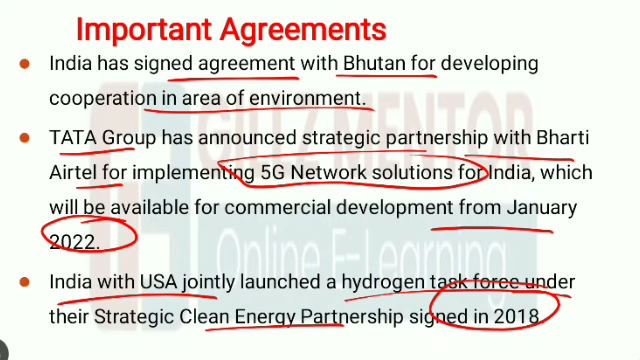 Important Agreements
• India has signed agreement with Bhutan for developing
cooperation in area of environment.
• TATA Group has announced strategic partnership with Bharti
Airtel for implementing 5G Network solutions for India, which
will be available for commercial development from January
2022.
• India with USA jointly launched a hydrogen task force under
their Strategic Clean Energy Partnership signed in 2018
MENTOR
Online E-Learning